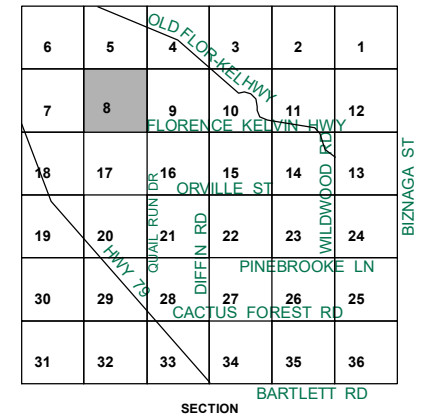 OLD FLOR-KELHWY
6 5 4 3 2 1
7 8 9 10 11 12
FLORENCE KELVIN HWY
18 17 16 15 14 13
ORVILLE ST
QUAIL RUN DR
DIFFIN RD
WILDWOOD RD
BIZNAGA ST
19 20 21 22 23 24
HWY 79
PINEBROOKE LN
30 29 28 27 26 25
CACTUS FOREST RD
31 32 33 34 35 36
BARTLETT RD
SECTION